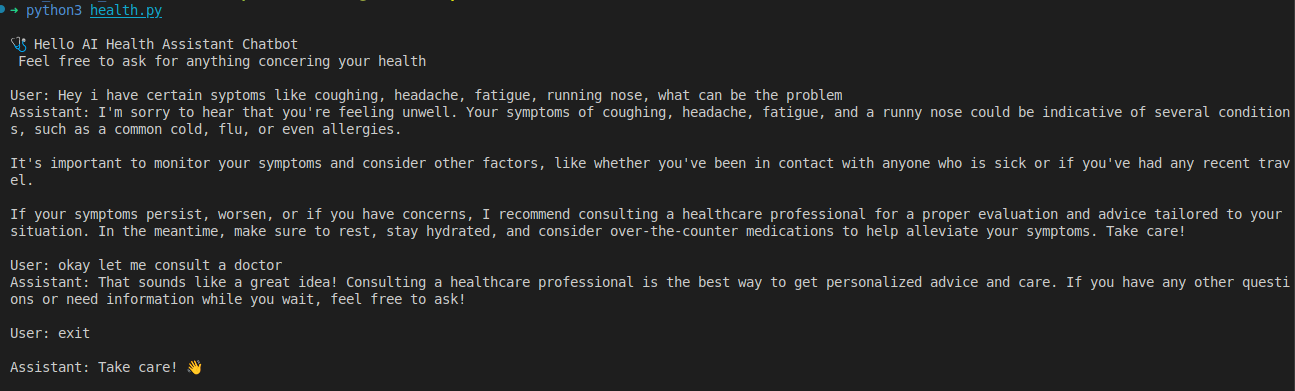 ➜ python3 health.py
🩺 Hello AI Health Assistant Chatbot
Feel free to ask for anything concering your health
User: Hey i have certain syptoms like coughing, headache, fatigue, running nose, what can be the problem
Assistant: I'm sorry to hear that you're feeling unwell. Your symptoms of coughing, headache, fatigue, and a runny nose could be indicative of several condition
s, such as a common cold, flu, or even allergies.
It's important to monitor your symptoms and consider other factors, like whether you've been in contact with anyone who is sick or if you've had any recent trav
el.
If your symptoms persist, worsen, or if you have concerns, I recommend consulting a healthcare professional for a proper evaluation and advice tailored to your
situation. In the meantime, make sure to rest, stay hydrated, and consider over-the-counter medications to help alleviate your symptoms. Take care!
User: okay let me consult a doctor
Assistant: That sounds like a great idea! Consulting a healthcare professional is the best way to get personalized advice and care. If you have any other questi
ons or need information while you wait, feel free to ask!
User: exit
Assistant: Take care! 👋